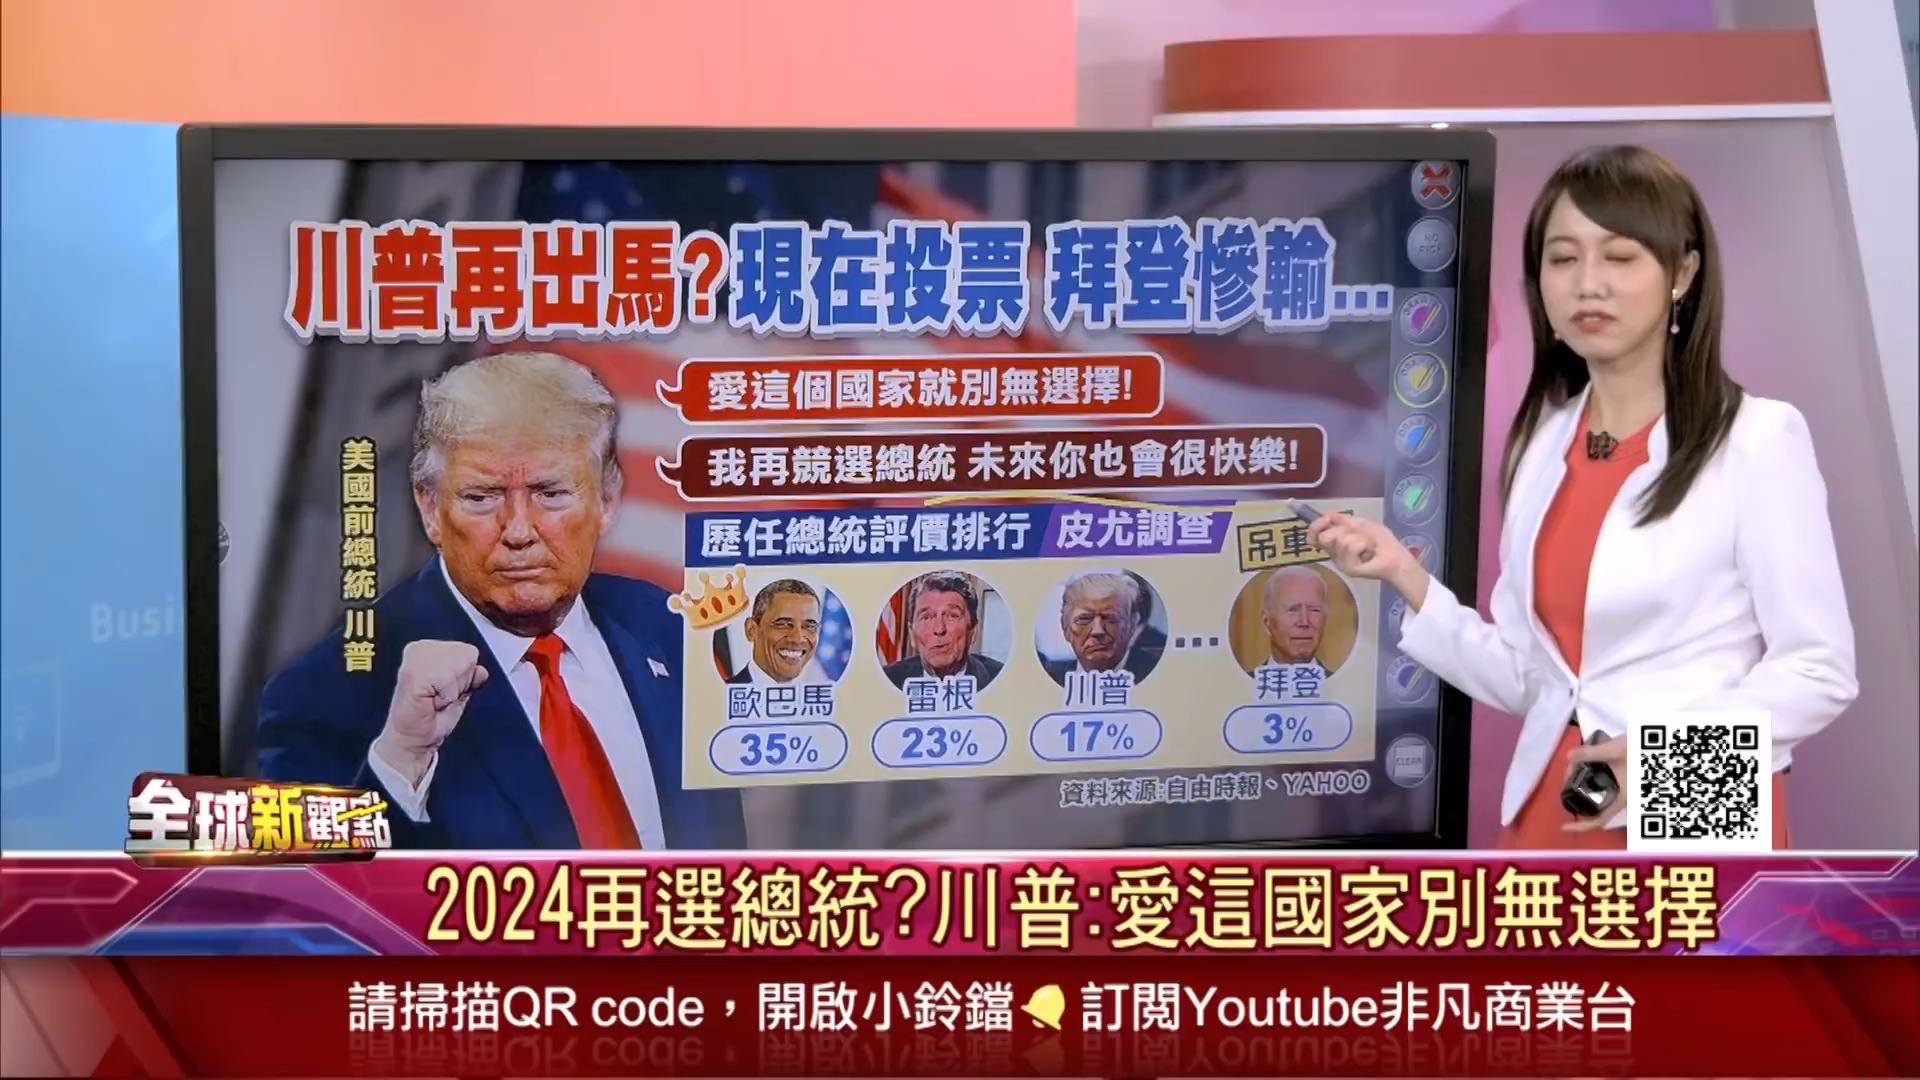 川普再出馬?現在投票 拜登慘輸...
愛這個國家就別無選擇!
我再競選總統 未來你也會很快樂!
美國前總統 川普
歷任總統評價排行 皮尤調查
吊車
歐巴馬 雷根 川普 ... 拜登
35% 23% 17% 3%
資料來源:自由時報、YAHOO
Busi
CLEAR
全球新觀點
2024再選總統?川普:愛這國家別無選擇
請掃描QR code,開啟小鈴鐺🔔訂閱Youtube非凡商業台